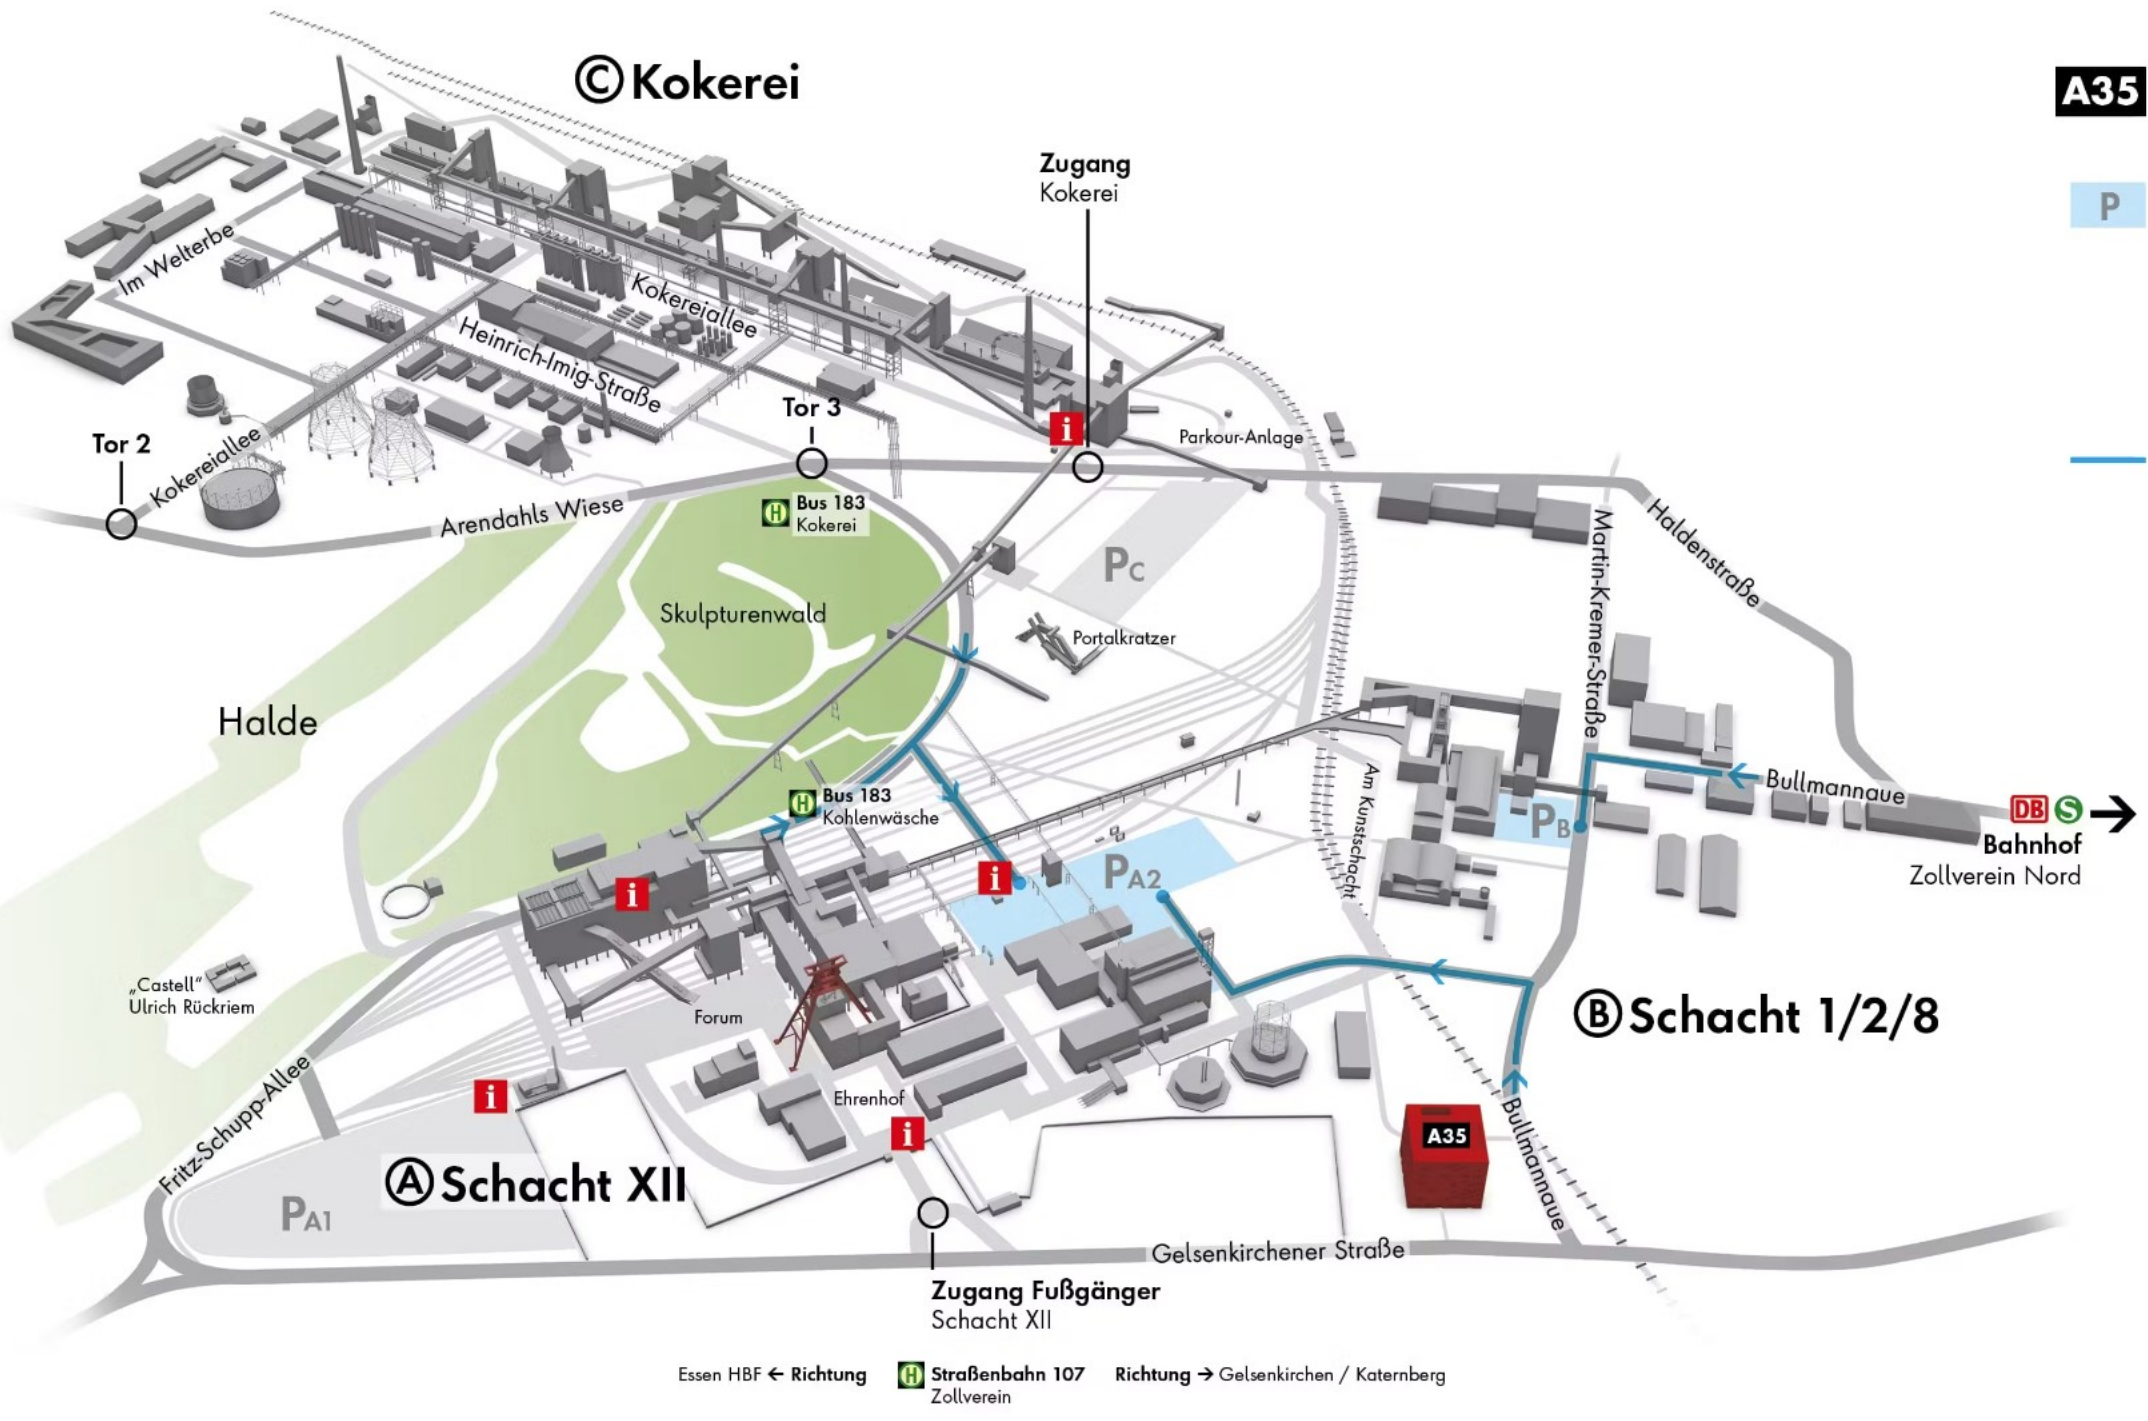 Ⓒ Kokerei
A35
Zugang
Kokerei
P
Im Welterbe
Kokereiallee
Heinrich-Imig-Straße
Tor 3
Tor 2
i
Parkour-Anlage
Kokereiallee
Arendahls Wiese
H Bus 183
Kokerei
Haldenstraße
Martin-Kremer-Straße
PC
Skulpturenwald
Portalkratzer
Halde
Am Kunstschacht
Bullmannaue
H Bus 183
Kohlenwäsche
PB
DB S →
Bahnhof
Zollverein Nord
i
i
PA2
„Castell“
Ulrich Rückriem
Forum
Ⓑ Schacht 1/2/8
Fritz-Schupp-Allee
i
Ehrenhof
i
A35
Bullmannaue
Ⓐ Schacht XII
PA1
Gelsenkirchener Straße
Zugang Fußgänger
Schacht XII
Essen HBF ← Richtung
H Straßenbahn 107
Zollverein
Richtung → Gelsenkirchen / Katernberg